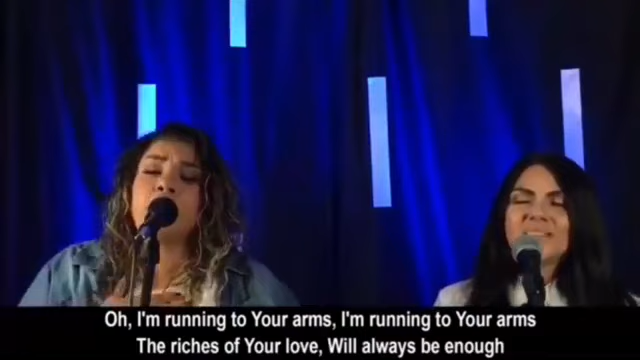 Oh, I'm running to Your arms, I'm running to Your arms
The riches of Your love, Will always be enough